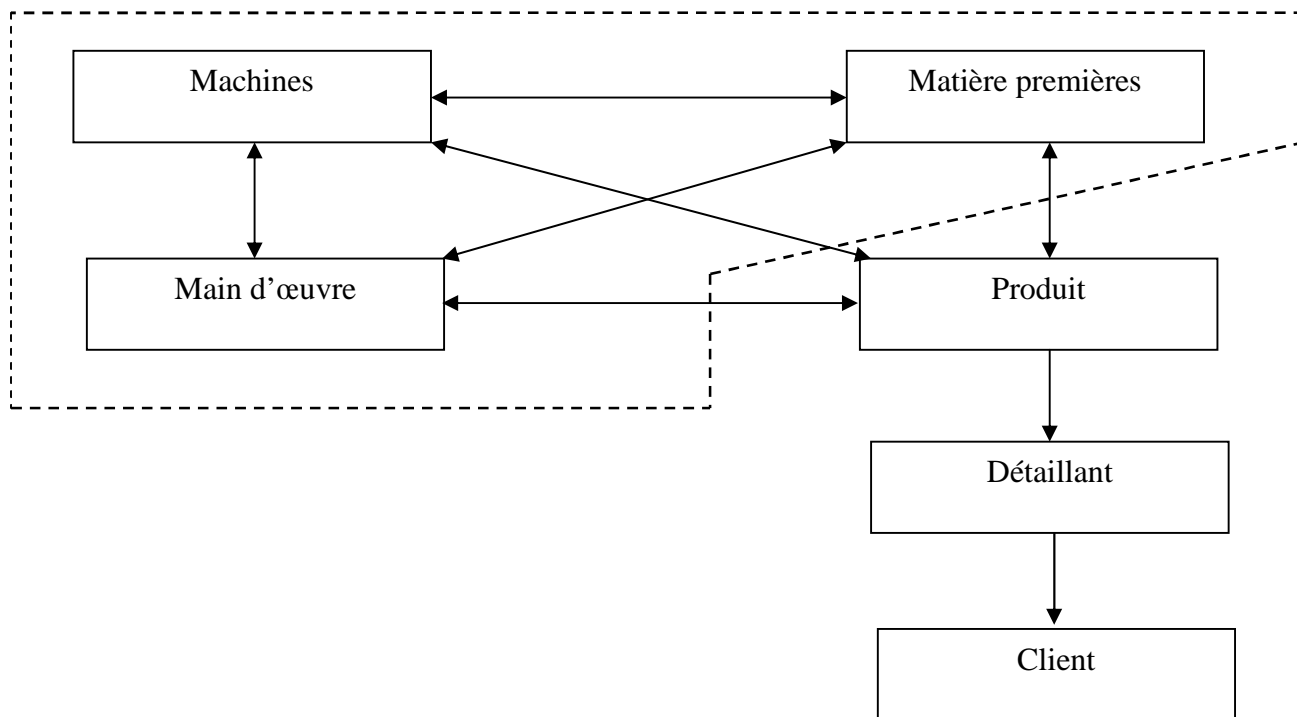 Machines
Matière premières
Main d’œuvre
Produit
Détaillant
Client